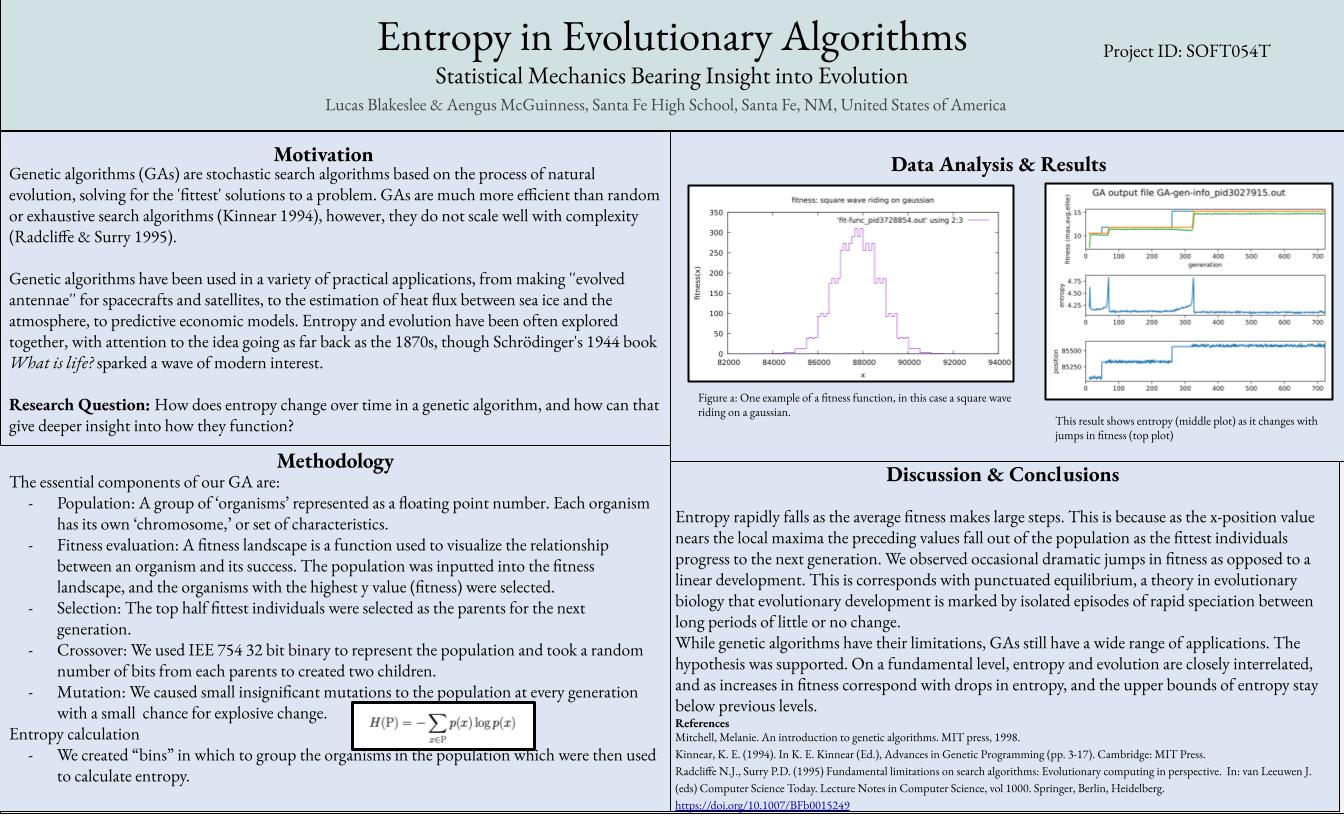 Entropy in Evolutionary Algorithms
Statistical Mechanics Bearing Insight into Evolution
Lucas Blakeslee & Aengus McGuinness, Santa Fe High School, Santa Fe, NM, United States of America
Project ID: SOFT054T
Motivation
Genetic algorithms (GAs) are stochastic search algorithms based on the process of natural
evolution, solving for the 'fittest' solutions to a problem. GAs are much more efficient than random
or exhaustive search algorithms (Kinnear 1994), however, they do not scale well with complexity
(Radcliffe & Surry 1995).
Genetic algorithms have been used in a variety of practical applications, from making "evolved
antennae" for spacecrafts and satellites, to the estimation of heat flux between sea ice and the
atmosphere, to predictive economic models. Entropy and evolution have been often explored
together, with attention to the idea going as far back as the 1870s, though Schrödinger's 1944 book
What is life? sparked a wave of modern interest.
Research Question: How does entropy change over time in a genetic algorithm, and how can that
give deeper insight into how they function?
Methodology
The essential components of our GA are:
- Population: A group of ‘organisms’ represented as a floating point number. Each organism
has its own ‘chromosome,’ or set of characteristics.
- Fitness evaluation: A fitness landscape is a function used to visualize the relationship
between an organism and its success. The population was inputted into the fitness
landscape, and the organisms with the highest y value (fitness) were selected.
- Selection: The top half fittest individuals were selected as the parents for the next
generation.
- Crossover: We used IEE 754 32 bit binary to represent the population and took a random
number of bits from each parents to created two children.
- Mutation: We caused small insignificant mutations to the population at every generation
with a small chance for explosive change.
H(P) = − ∑ p(x) log p(x)
x∈P
Entropy calculation
- We created “bins” in which to group the organisms in the population which were then used
to calculate entropy.
Data Analysis & Results
fitness: square wave riding on gaussian
'fit-func_pid3728854.out' using 2:3
fitness(x)
350
300
250
200
150
100
50
0
82000 84000 86000 88000 90000 92000 94000
x
Figure a: One example of a fitness function, in this case a square wave
riding on a gaussian.
GA output file GA-gen-info_pid3027915.out
fitness (max,avg,elite)
15
10
0 100 200 300 400 500 600 700
generation
entropy
4.75
4.50
4.25
0 100 200 300 400 500 600 700
position
85500
85250
0 100 200 300 400 500 600 700
This result shows entropy (middle plot) as it changes with
jumps in fitness (top plot)
Discussion & Conclusions
Entropy rapidly falls as the average fitness makes large steps. This is because as the x-position value
nears the local maxima the preceding values fall out of the population as the fittest individuals
progress to the next generation. We observed occasional dramatic jumps in fitness as opposed to a
linear development. This is corresponds with punctuated equilibrium, a theory in evolutionary
biology that evolutionary development is marked by isolated episodes of rapid speciation between
long periods of little or no change.
While genetic algorithms have their limitations, GAs still have a wide range of applications. The
hypothesis was supported. On a fundamental level, entropy and evolution are closely interrelated,
and as increases in fitness correspond with drops in entropy, and the upper bounds of entropy stay
below previous levels.
References
Mitchell, Melanie. An introduction to genetic algorithms. MIT press, 1998.
Kinnear, K. E. (1994). In K. E. Kinnear (Ed.), Advances in Genetic Programming (pp. 3-17). Cambridge: MIT Press.
Radcliffe N.J., Surry P.D. (1995) Fundamental limitations on search algorithms: Evolutionary computing in perspective. In: van Leeuwen J.
(eds) Computer Science Today. Lecture Notes in Computer Science, vol 1000. Springer, Berlin, Heidelberg.
https://doi.org/10.1007/BFb0015249